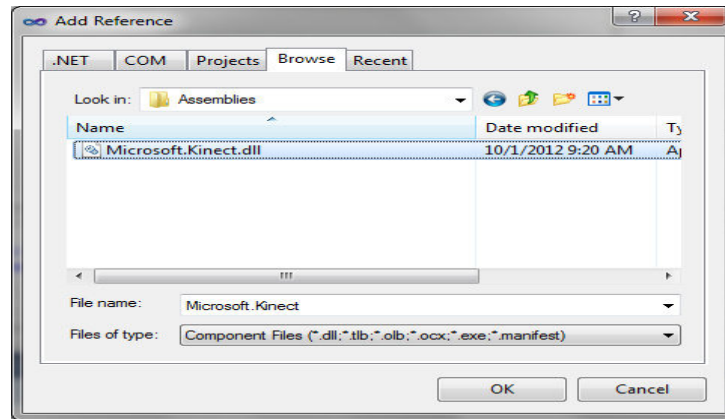 Add Reference
.NET COM Projects Browse Recent
Look in: Assemblies
Name Date modified Ty
Microsoft.Kinect.dll 10/1/2012 9:20 AM Ap
File name: Microsoft.Kinect
Files of type: Component Files (*.dll;*.tlb;*.olb;*.ocx;*.exe;*.manifest)
OK Cancel